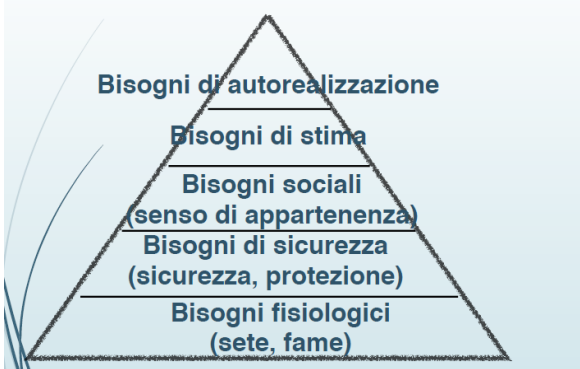 Bisogni di autorealizzazione
Bisogni di stima
Bisogni sociali
(senso di appartenenza)
Bisogni di sicurezza
(sicurezza, protezione)
Bisogni fisiologici
(sete, fame)